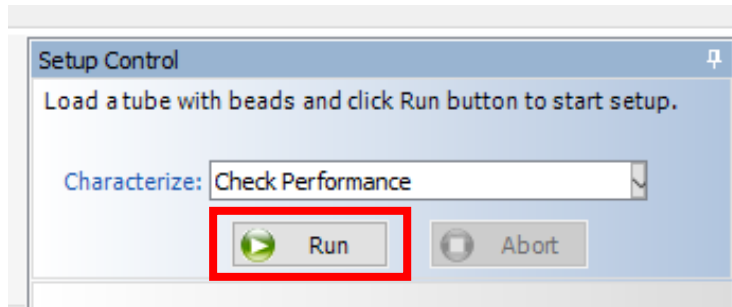 Setup Control
Load a tube with beads and click Run button to start setup.
Characterize: Check Performance
Run Abort